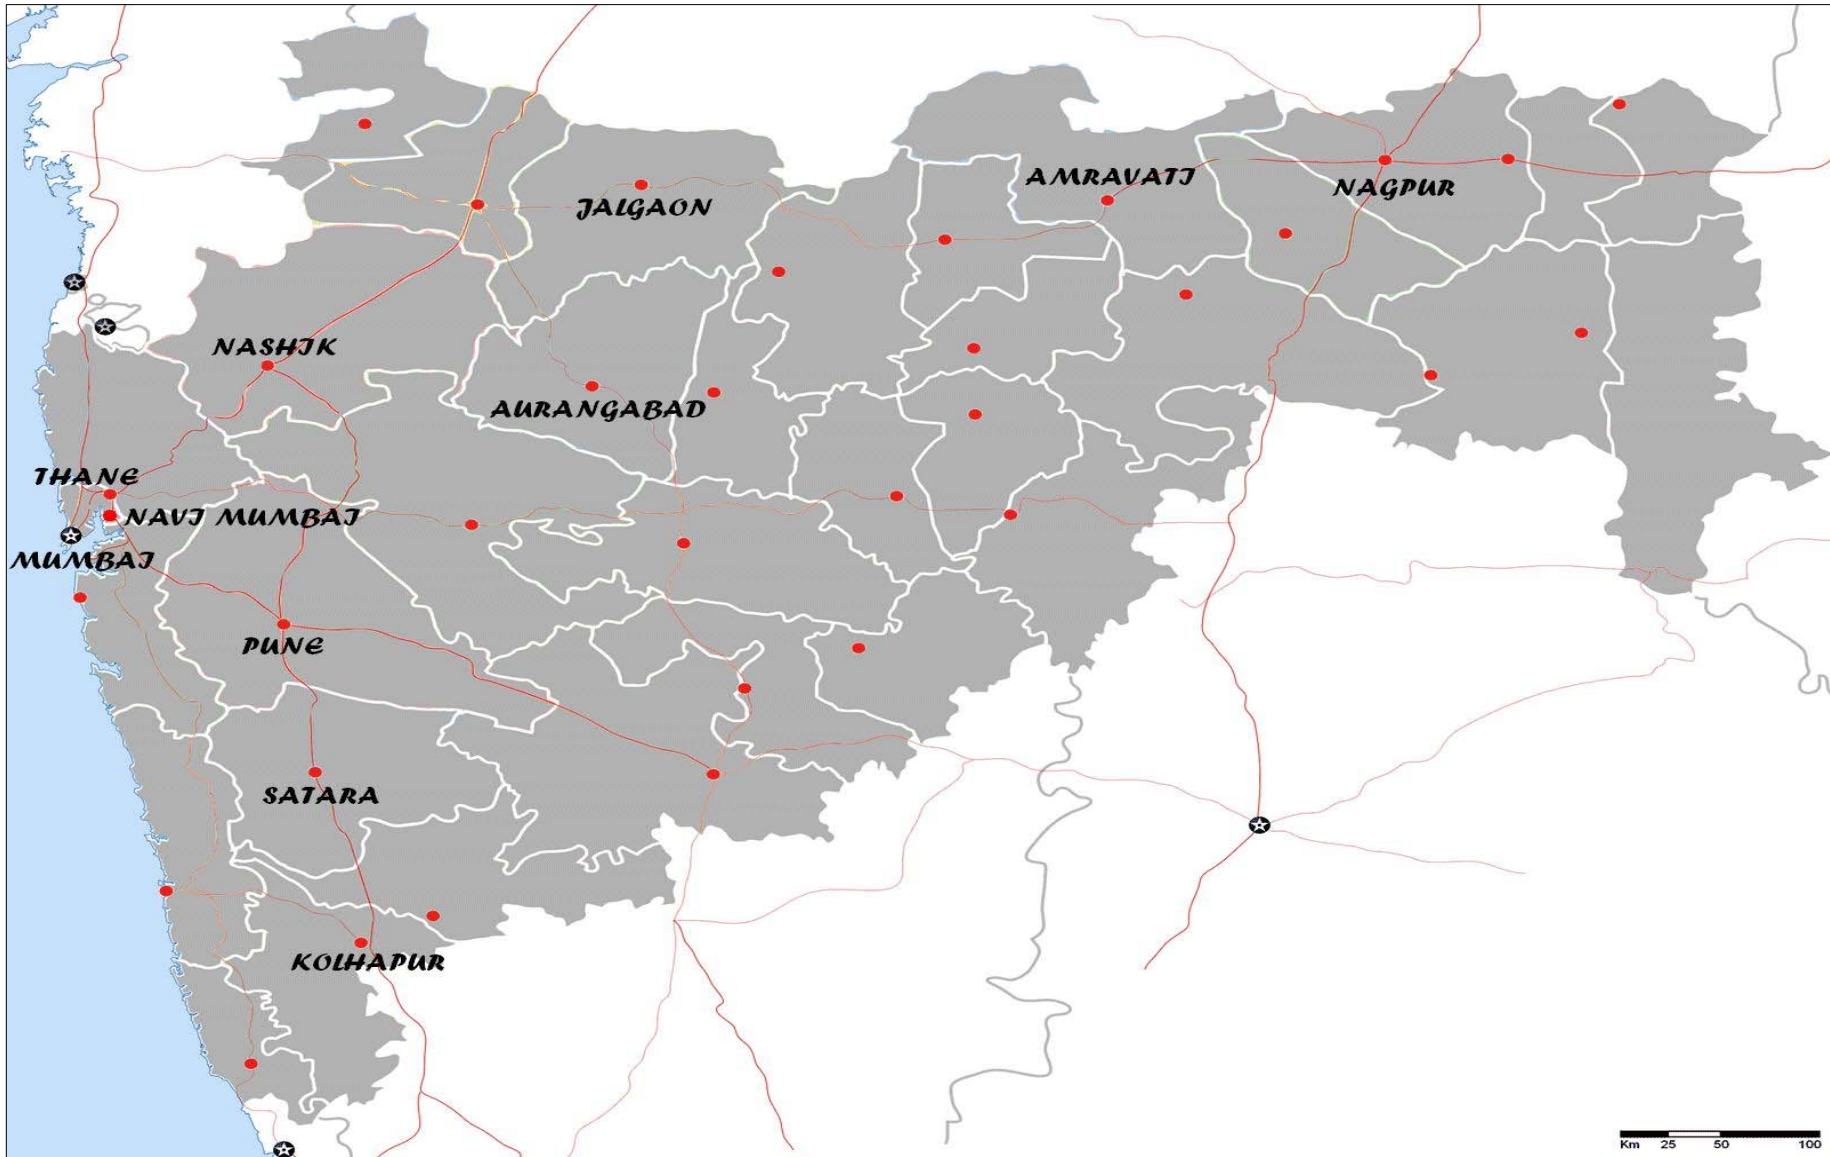 AMRAVATI
NAGPUR
JALGAON
NASHIK
AURANGABAD
THANE
NAVI MUMBAI
MUMBAI
PUNE
SATARA
KOLHAPUR
Km 25 50 100